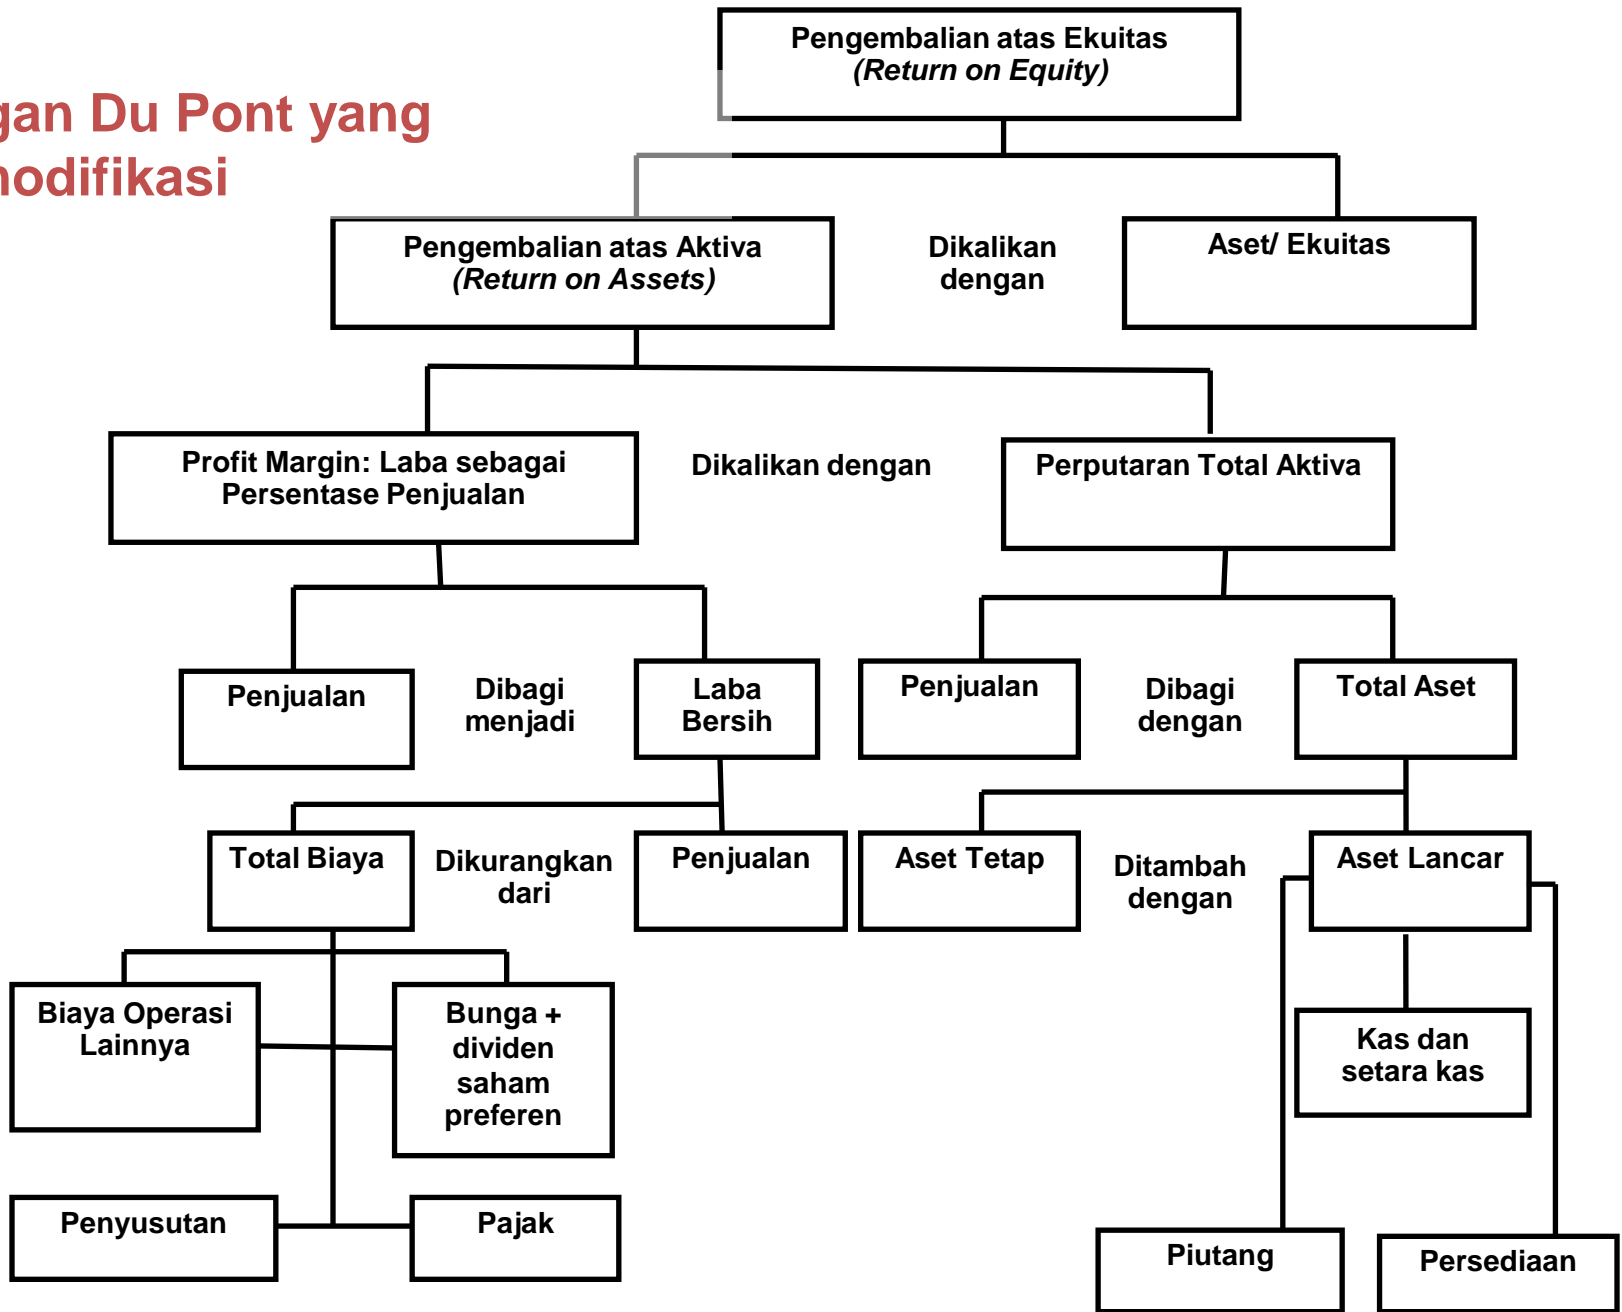 Pengembalian atas Ekuitas
(Return on Equity)
gan Du Pont yang
modifikasi
Pengembalian atas Aktiva
(Return on Assets)
Dikalikan
dengan
Aset/ Ekuitas
Profit Margin: Laba sebagai
Persentase Penjualan
Dikalikan dengan
Perputaran Total Aktiva
Penjualan
Dibagi
menjadi
Laba
Bersih
Penjualan
Dibagi
dengan
Total Aset
Total Biaya
Dikurangkan
dari
Penjualan
Aset Tetap
Ditambah
dengan
Aset Lancar
Biaya Operasi
Lainnya
Bunga +
dividen
saham
preferen
Kas dan
setara kas
Penyusutan
Pajak
Piutang
Persediaan